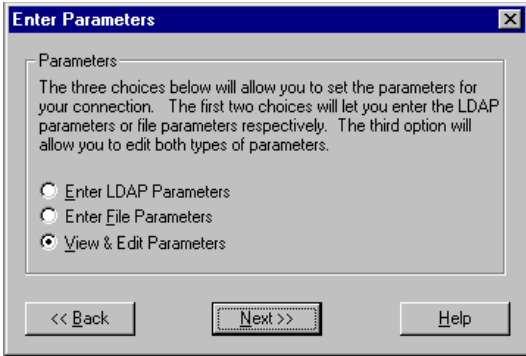 Enter Parameters
Parameters
The three choices below will allow you to set the parameters for
your connection. The first two choices will let you enter the LDAP
parameters or file parameters respectively. The third option will
allow you to edit both types of parameters.
Enter LDAP Parameters
Enter File Parameters
View & Edit Parameters
<< Back
Next >>
Help